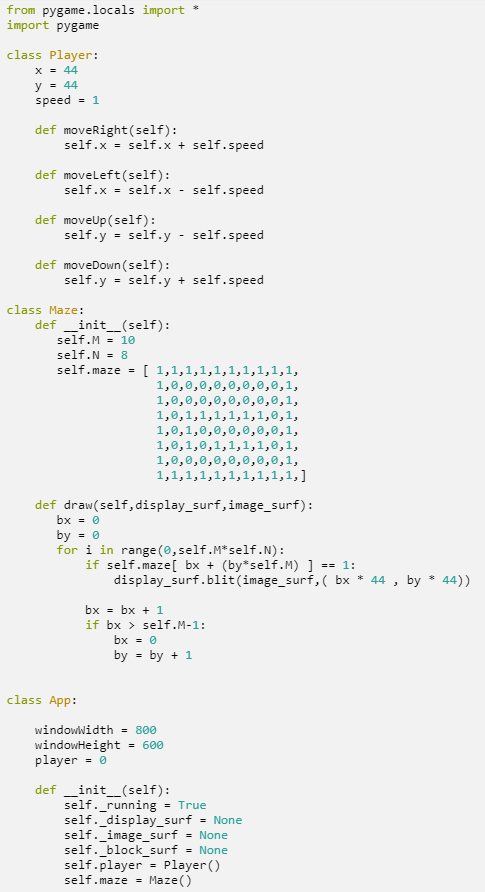 from pygame.locals import *
import pygame

class Player:
    x = 44
    y = 44
    speed = 1

    def moveRight(self):
        self.x = self.x + self.speed

    def moveLeft(self):
        self.x = self.x - self.speed

    def moveUp(self):
        self.y = self.y - self.speed

    def moveDown(self):
        self.y = self.y + self.speed

class Maze:
    def __init__(self):
       self.M = 10
       self.N = 8
       self.maze = [ 1,1,1,1,1,1,1,1,1,1,
                     1,0,0,0,0,0,0,0,0,1,
                     1,0,0,0,0,0,0,0,0,1,
                     1,0,1,1,1,1,1,1,0,1,
                     1,0,1,0,0,0,0,0,0,1,
                     1,0,1,0,1,1,1,1,0,1,
                     1,0,0,0,0,0,0,0,0,1,
                     1,1,1,1,1,1,1,1,1,1,]

    def draw(self,display_surf,image_surf):
       bx = 0
       by = 0
       for i in range(0,self.M*self.N):
           if self.maze[ bx + (by*self.M) ] == 1:
               display_surf.blit(image_surf,( bx * 44 , by * 44))

           bx = bx + 1
           if bx > self.M-1:
               bx = 0
               by = by + 1


class App:

    windowWidth = 800
    windowHeight = 600
    player = 0

    def __init__(self):
        self._running = True
        self._display_surf = None
        self._image_surf = None
        self._block_surf = None
        self.player = Player()
        self.maze = Maze()